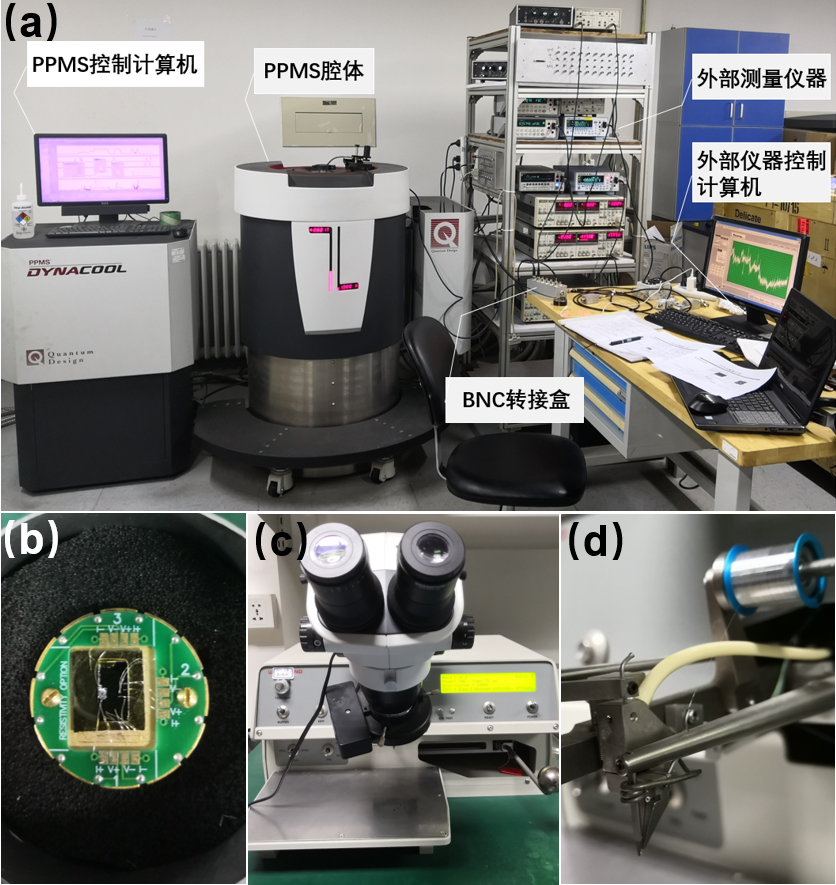 (a)
PPMS控制计算机
PPMS腔体
外部测量仪器
外部仪器控制
计算机
BNC转接盒
PPMS
DYNACOOL
Quantum
Design
Delicate
(b)
3
I- V- V+ I+
2
V-
V+
I+
RESISTIVITY OPTION
I+ V+ V- I-
1
(c)
(d)